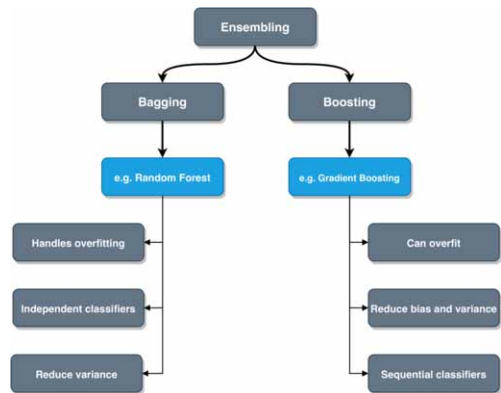 Ensembling
Bagging
Boosting
e.g. Random Forest
e.g. Gradient Boosting
Handles overfitting
Can overfit
Independent classifiers
Reduce bias and variance
Reduce variance
Sequential classifiers